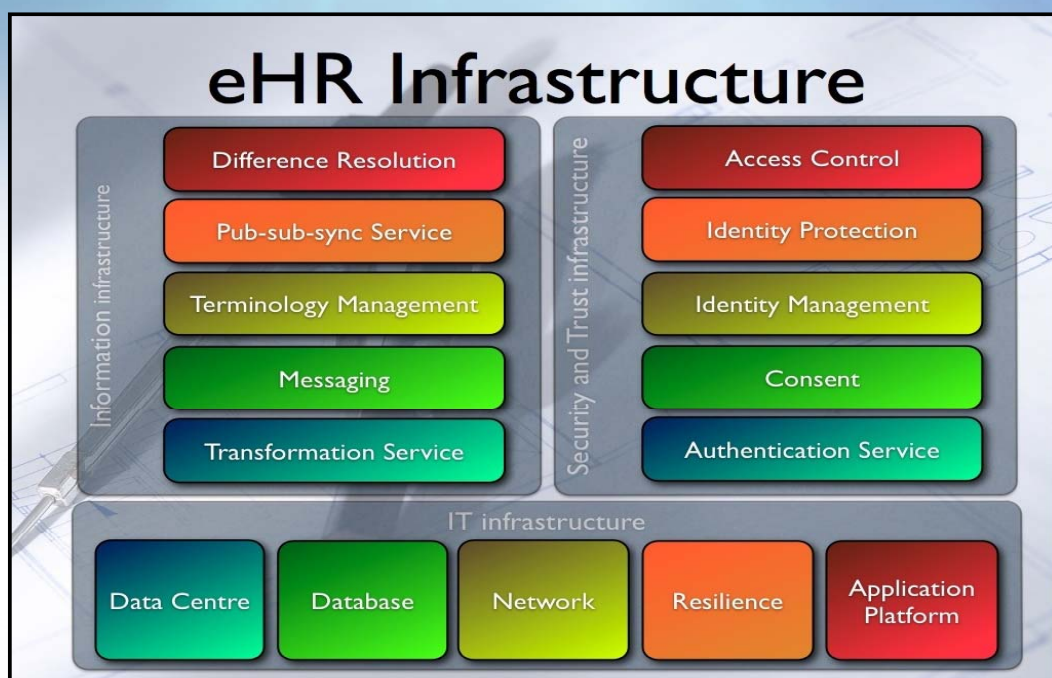 eHR Infrastructure
Information infrastructure
Difference Resolution
Pub-sub-sync Service
Terminology Management
Messaging
Transformation Service
Security and Trust infrastructure
Access Control
Identity Protection
Identity Management
Consent
Authentication Service
IT infrastructure
Data Centre
Database
Network
Resilience
Application
Platform